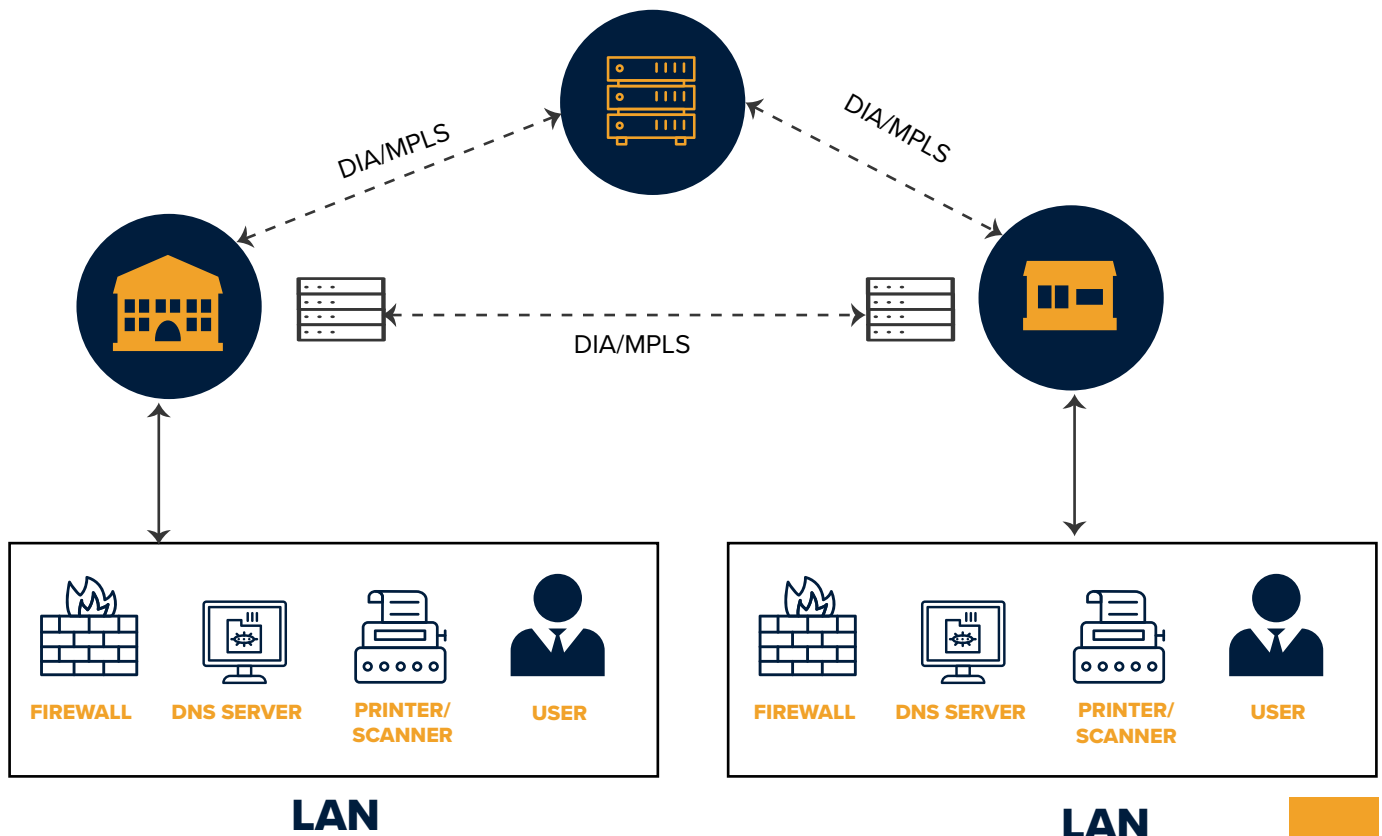 DIA/MPLS
DIA/MPLS
DIA/MPLS
FIREWALL
DNS SERVER
PRINTER/
SCANNER
USER
FIREWALL
DNS SERVER
PRINTER/
SCANNER
USER
LAN
LAN